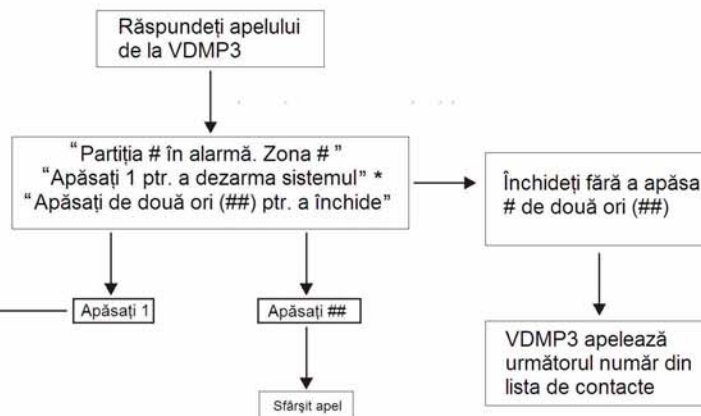 Răspundeți apelului
de la VDMP3
“Partiția # în alarmă. Zona # ”
“Apăsați 1 ptr. a dezarma sistemul” *
“Apăsați de două ori (##) ptr. a închide”
Închideți fără a apăsa
# de două ori (##)
Apăsați 1
Apăsați ##
VDMP3 apelează
următorul număr din
lista de contacte
Sfârșit apel